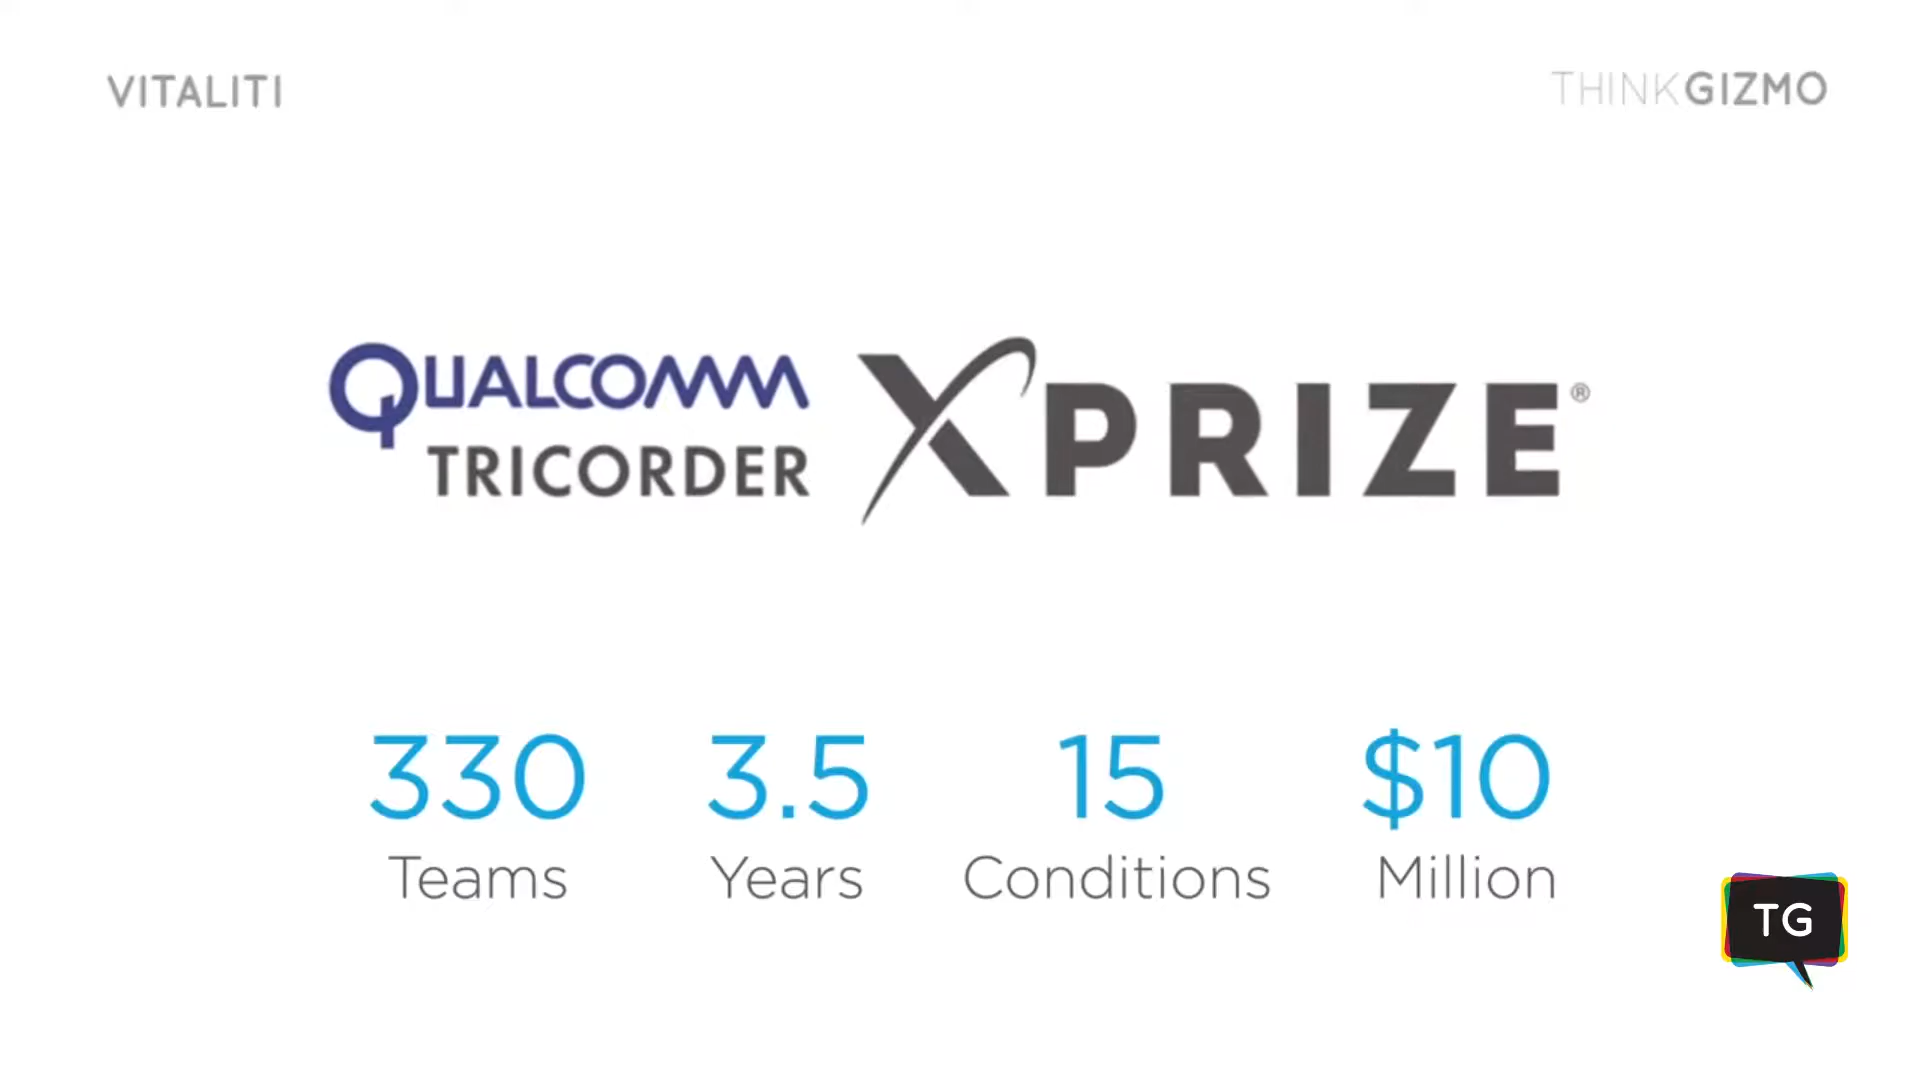 VITALITI
THINKGIZMO
QUALCOMM
TRICORDER
XPRIZE®
330
Teams
3.5
Years
15
Conditions
$10
Million
TG